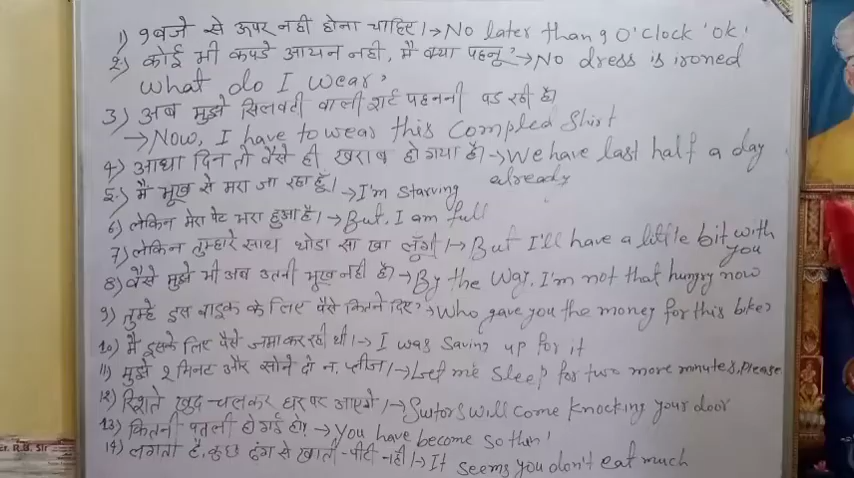 1) 9 बजे से ऊपर नही होना चाहिए।→No later than 9 O'clock 'ok!
2) कोई भी कपडे आयन नही, मै क्या पहनू?→No dress is ironed
what do I wear?
3) अब मुझे सिलवटी वाली शर्ट पहननी पड रही है।
→Now, I have to wear this Compled Shirt
4) आधा दिन तो वैसे ही खराब हो गया है।→We have last half a day
already
5) मै भूख से मरा जा रहा हूँ।→I'm starving
6) लेकिन मेरा पेट भरा हुआ है।→But, I am full
7) लेकिन तुम्हारे साथ थोडा सा खा लूँगी।→But I'll have a little bit with
you
8) वैसे मुझे भी अब उतनी भूख नही है।→By the way, I'm not that hungry now
9) तुम्हे इस बाइक के लिए पैसे कितने दिए?→Who gave you the money for this bike?
10) मै इसके लिए पैसे जमा कर रही थी।→I was Saving up for it
11) मुझे २ मिनट और सोने दो न, प्लीज।→Let me Sleep for two more minutes, Please
12) रिश्ते खुद चलकर घर पर आएगे।→Suitors will come Knocking your door
13) कितनी पतली हो गई हो!→You have become so thin!
14) लगता है, कुछ ढंग से खाती-पीती नही।→It seems you don't eat much
er. R.B. Sir